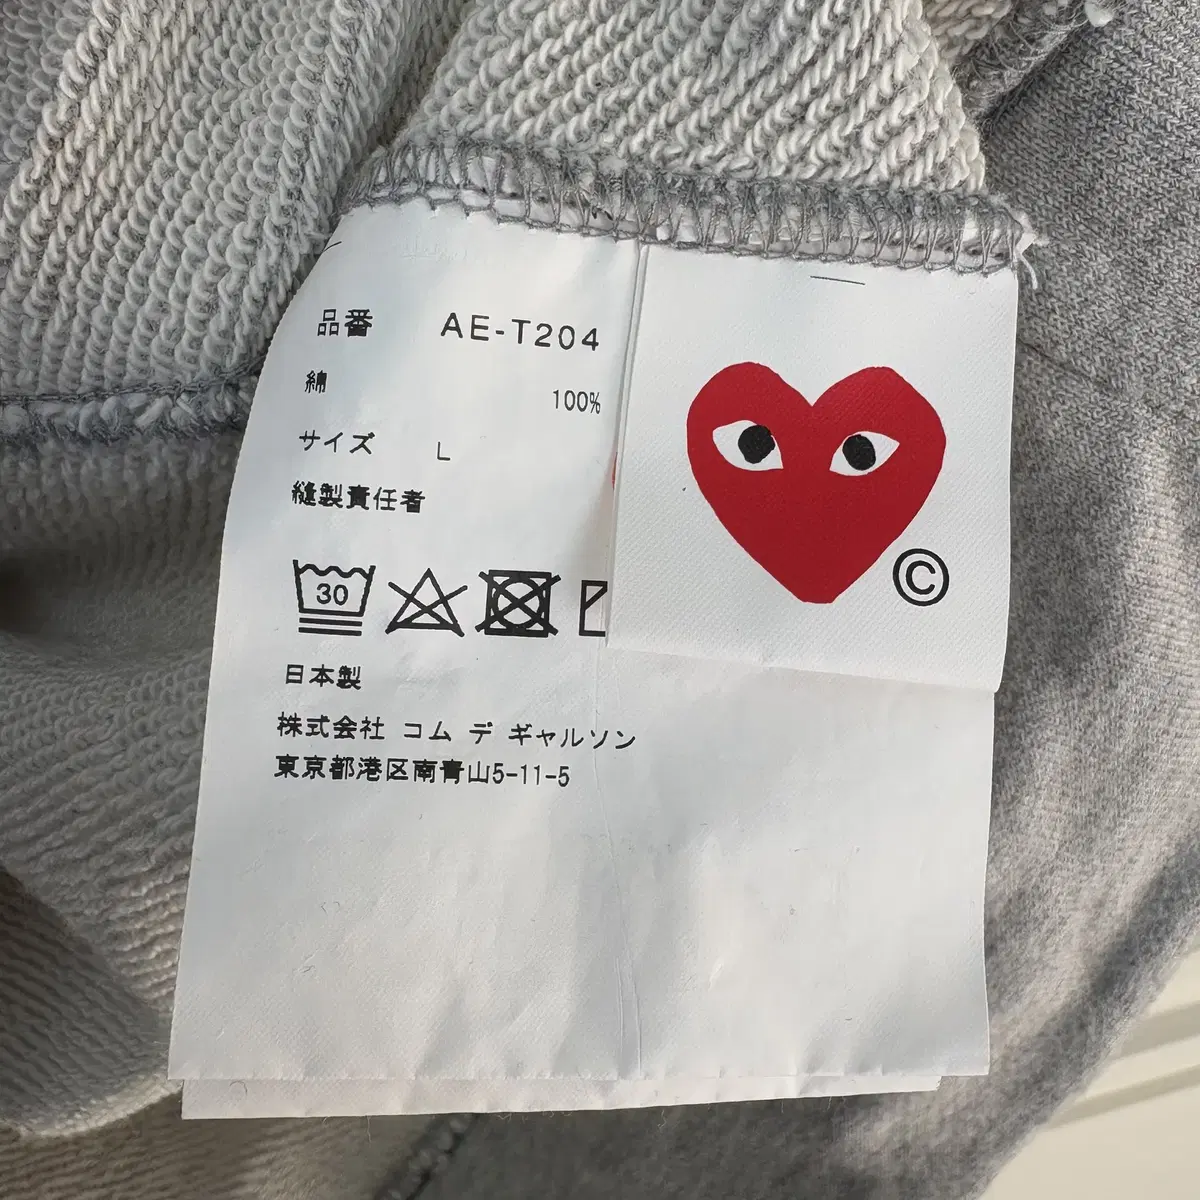 品番 AE-T204
綿 100%
サイズ L
縫製責任者
30
日本製
株式会社 コム デ ギャルソン
東京都港区南青山5-11-5
©